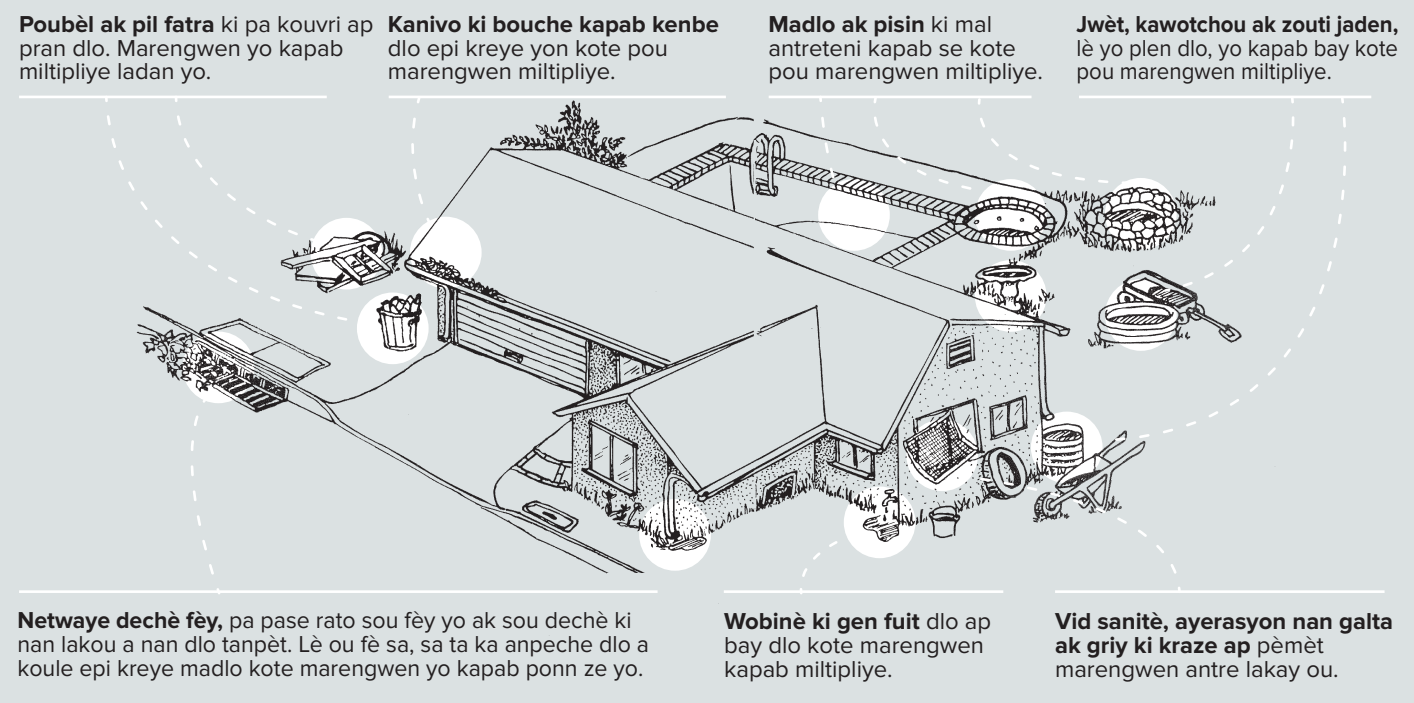 Poubèl ak pil fatra ki pa kouvri ap
pran dlo. Marengwen yo kapab
miltipliye ladan yo.
Kanivo ki bouche kapab kenbe
dlo epi kreye yon kote pou
marengwen miltipliye.
Madlo ak pisin ki mal
antreteni kapab se kote
pou marengwen miltipliye.
Jwèt, kawotchou ak zouti jaden,
lè yo plen dlo, yo kapab bay kote
pou marengwen miltipliye.
Netwaye dechè fèy, pa pase rato sou fèy yo ak sou dechè ki
nan lakou a nan dlo tanpèt. Lè ou fè sa, sa ta ka anpeche dlo a
koule epi kreye madlo kote marengwen yo kapab ponn ze yo.
Wobinè ki gen fuit dlo ap
bay dlo kote marengwen
kapab miltipliye.
Vid sanitè, ayerasyon nan galta
ak griy ki kraze ap pèmèt
marengwen antre lakay ou.